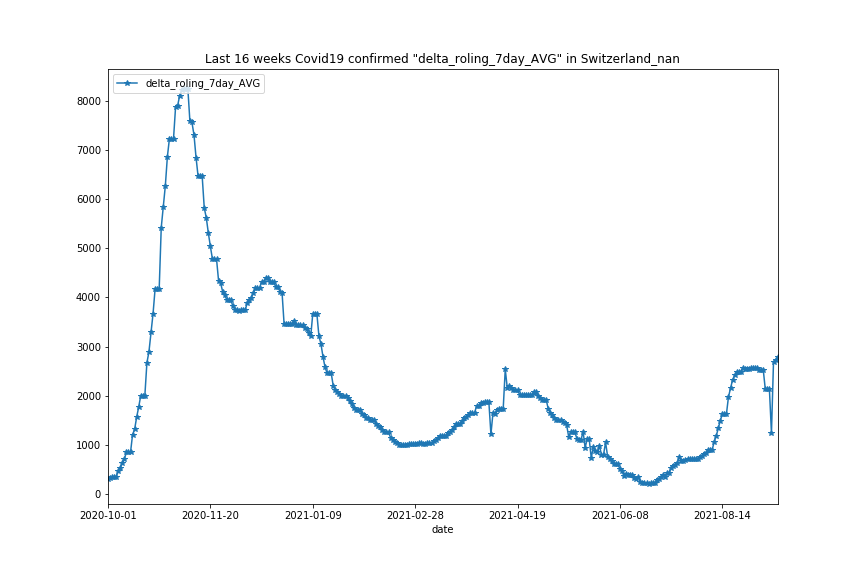 Last 16 weeks Covid19 confirmed "delta_roling_7day_AVG" in Switzerland_nan
delta_roling_7day_AVG
8000
7000
6000
5000
4000
3000
2000
1000
0
2020-10-01 2020-11-20 2021-01-09 2021-02-28 2021-04-19 2021-06-08 2021-08-14
date